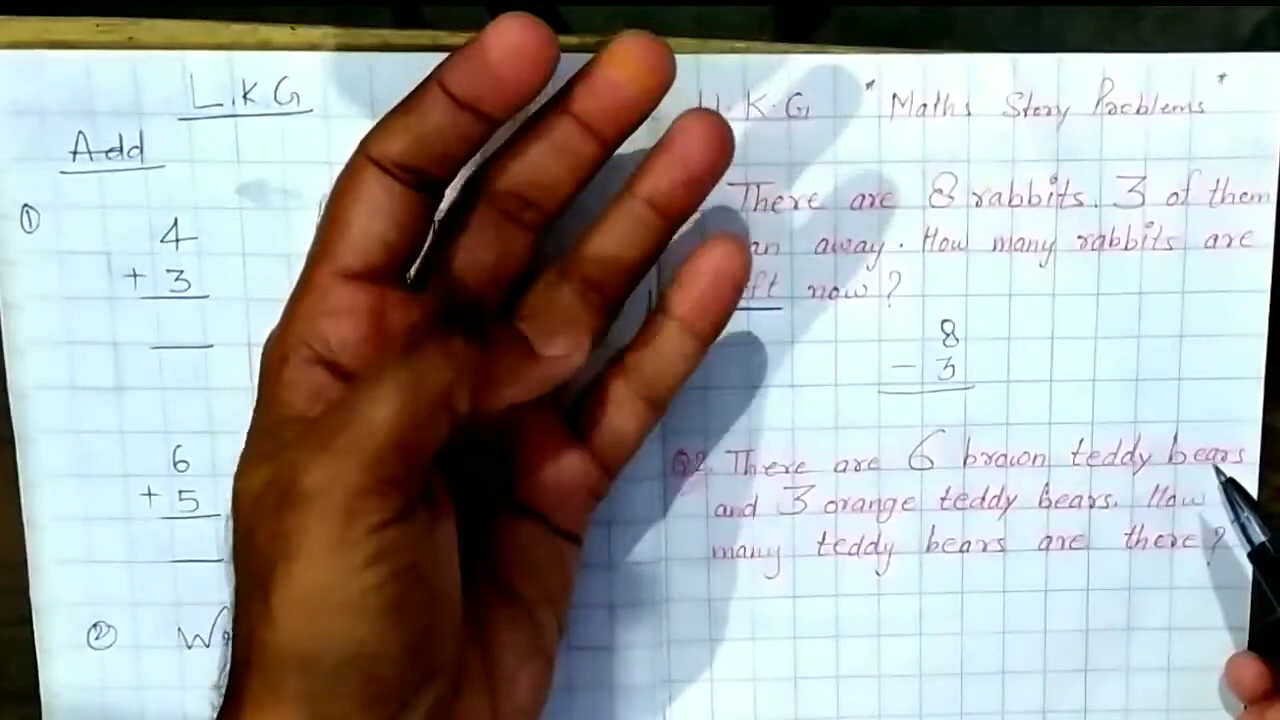 L.K.G
Add
①
4
+ 3
6
+ 5
②
.K.G "Maths Story Problems"
There are 8 rabbits. 3 of them
away. How many rabbits are
now?
8
- 3
Q2. There are 6 brown teddy bears
and 3 orange teddy bears. How
many teddy bears are there?